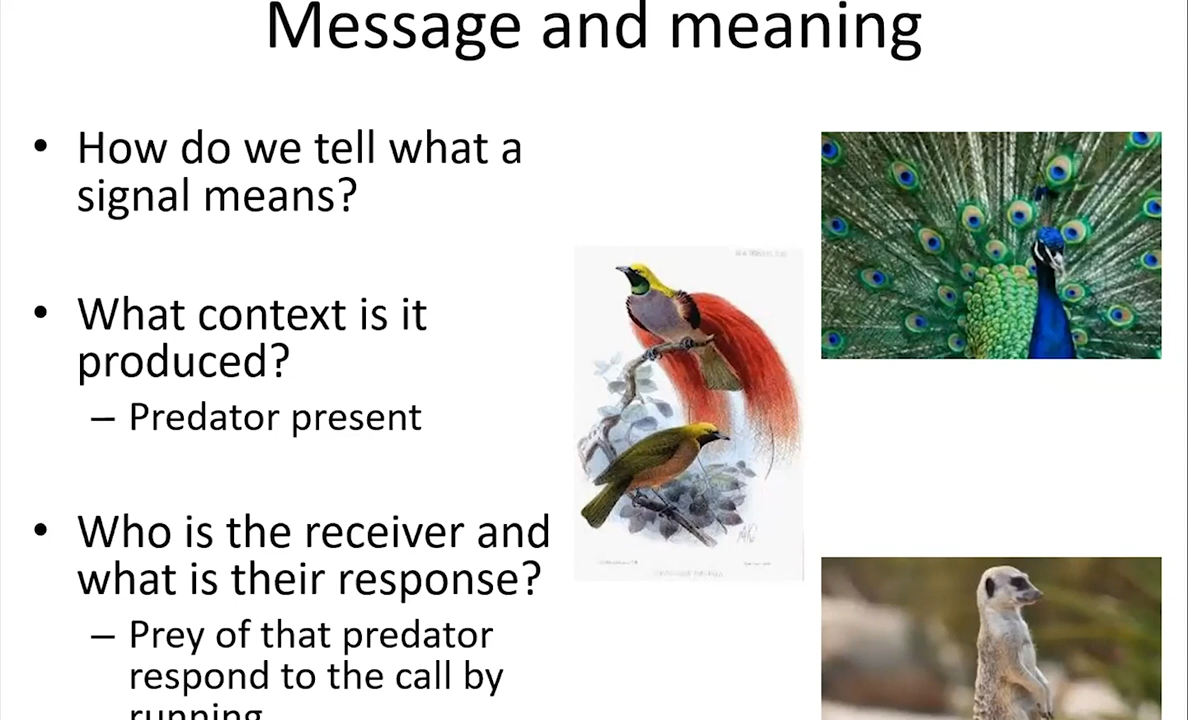 Message and meaning
• How do we tell what a
signal means?
• What context is it
produced?
– Predator present
• Who is the receiver and
what is their response?
– Prey of that predator
respond to the call by
running